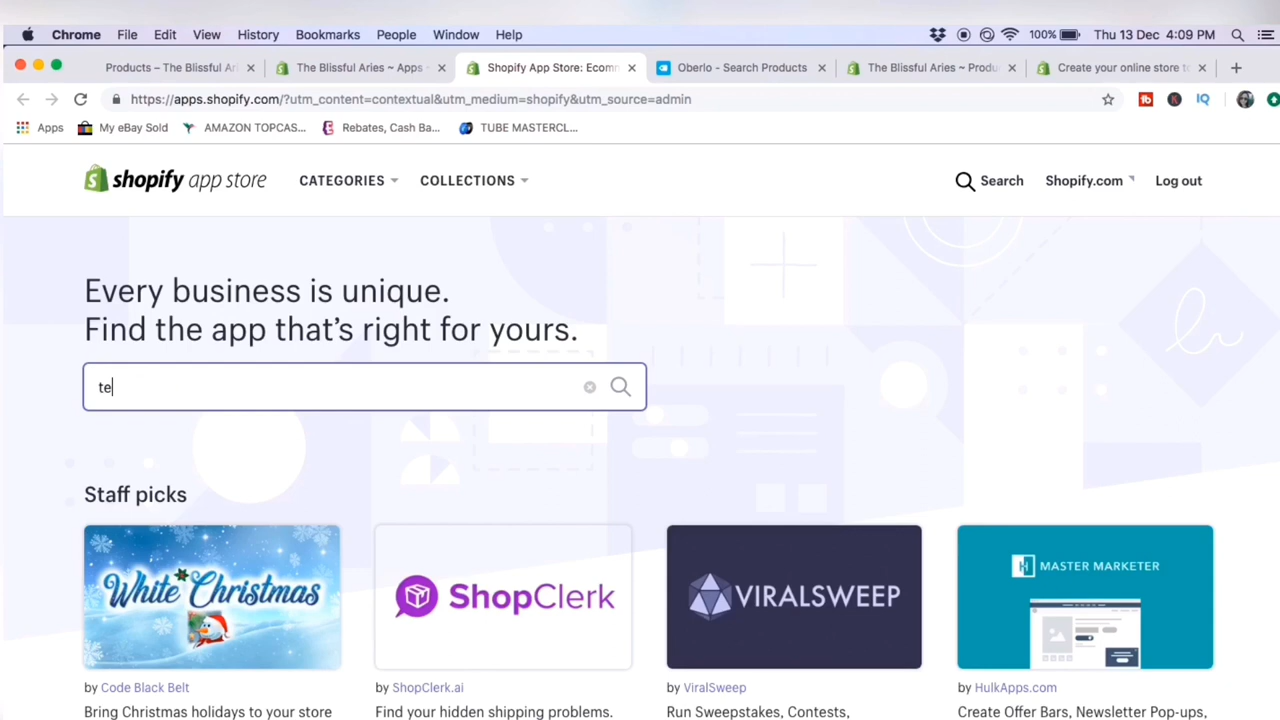 Chrome File Edit View History Bookmarks People Window Help 100% Thu 13 Dec 4:09 PM
Products – The Blissful Ari The Blissful Aries ~ Apps - Shopify App Store: Ecomm Oberlo - Search Products The Blissful Aries ~ Produ Create your online store to
https://apps.shopify.com/?utm_content=contextual&utm_medium=shopify&utm_source=admin
Apps My eBay Sold AMAZON TOPCAS... Rebates, Cash Ba... TUBE MASTERCL...
shopify app store CATEGORIES COLLECTIONS Search Shopify.com Log out
Every business is unique.
Find the app that's right for yours.
te
Staff picks
White Christmas ShopClerk VIRALSWEEP MASTER MARKETER
by Code Black Belt by ShopClerk.ai by ViralSweep by HulkApps.com
Bring Christmas holidays to your store Find your hidden shipping problems. Run Sweepstakes, Contests, Create Offer Bars, Newsletter Pop-ups,